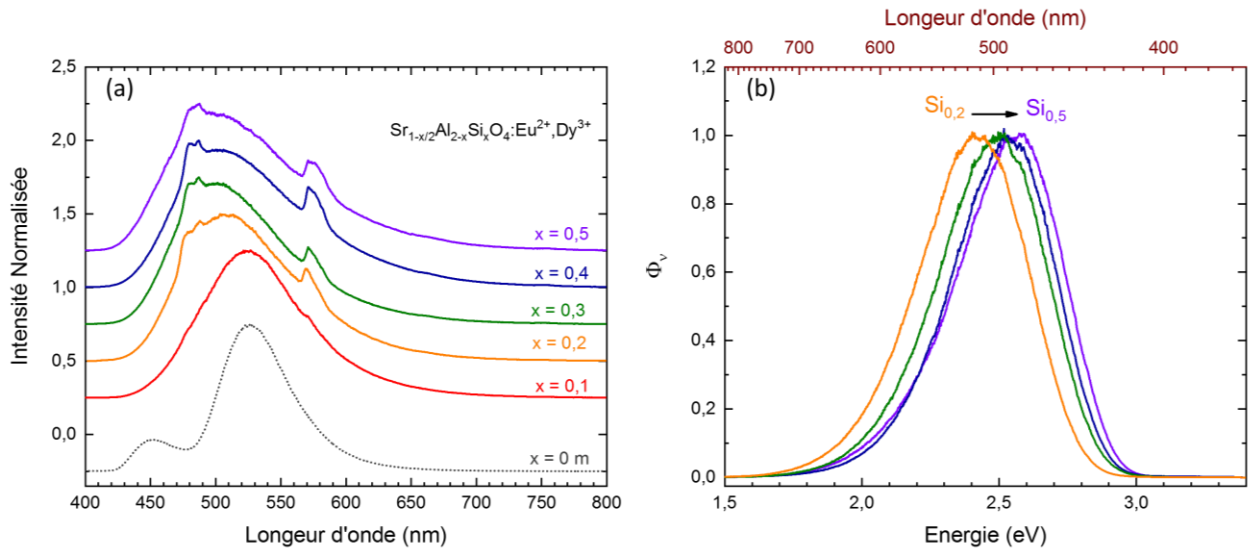 (a)
Sr1-x/2Al2-xSixO4:Eu2+,Dy3+
x = 0,5
x = 0,4
x = 0,3
x = 0,2
x = 0,1
x = 0 m
2,5
2,0
1,5
1,0
0,5
0,0
Intensité Normalisée
400 450 500 550 600 650 700 750 800
Longeur d'onde (nm)
Longeur d'onde (nm)
800 700 600 500 400
(b)
Si0,2
Si0,5
1,2
1,0
0,8
0,6
0,4
0,2
0,0
Φν
1,5 2,0 2,5 3,0
Energie (eV)